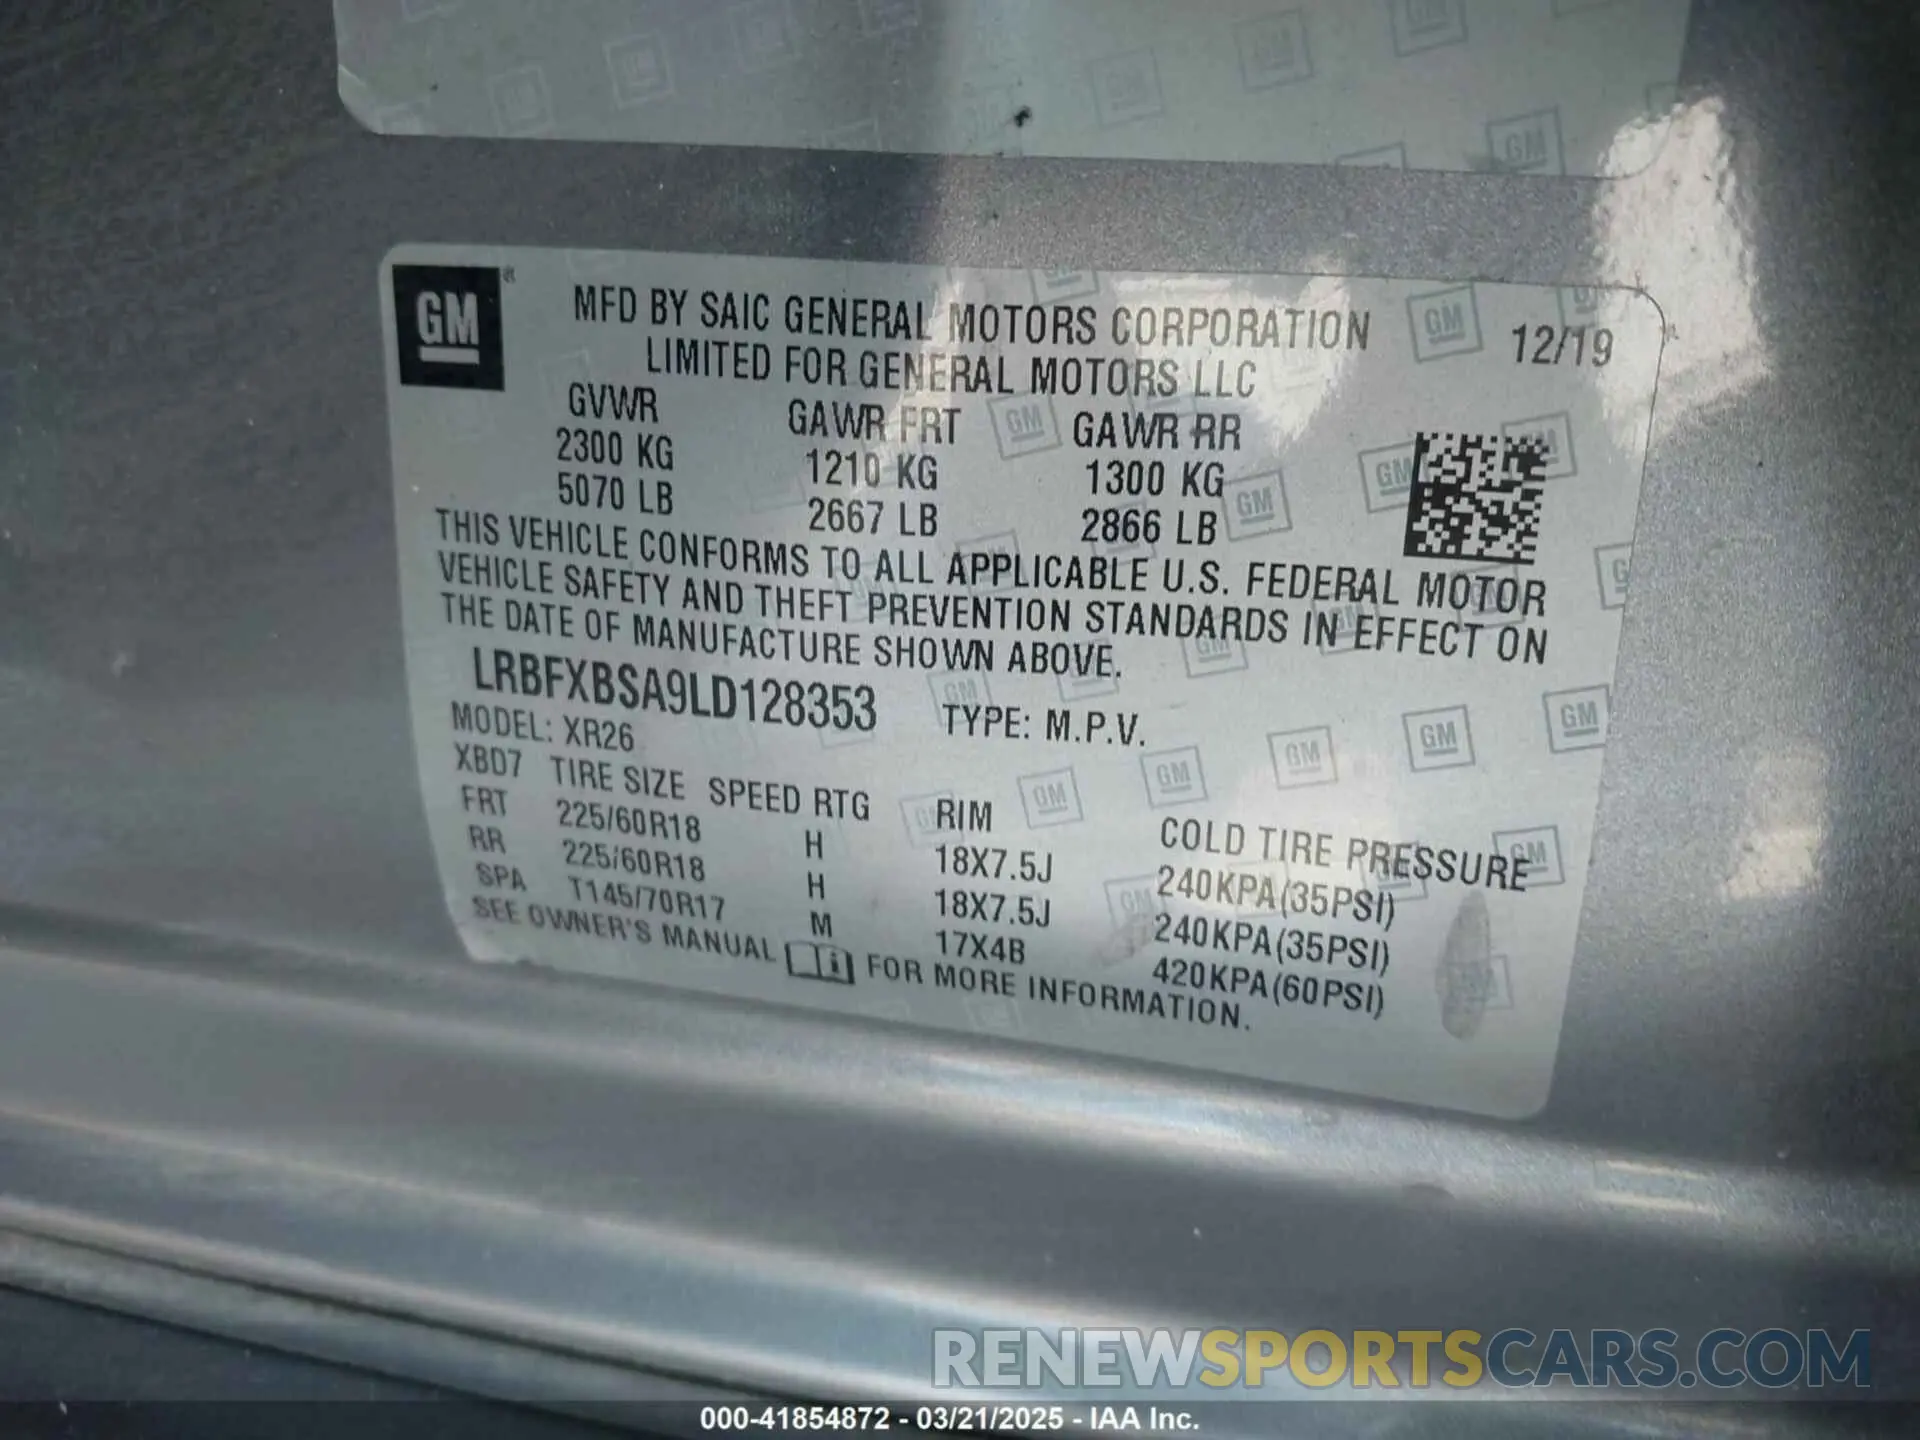 GM®
MFD BY SAIC GENERAL MOTORS CORPORATION
LIMITED FOR GENERAL MOTORS LLC
12/19
GVWR GAWR FRT GAWR RR
2300 KG 1210 KG 1300 KG
5070 LB 2667 LB 2866 LB
THIS VEHICLE CONFORMS TO ALL APPLICABLE U.S. FEDERAL MOTOR
VEHICLE SAFETY AND THEFT PREVENTION STANDARDS IN EFFECT ON
THE DATE OF MANUFACTURE SHOWN ABOVE.
LRBFXBSA9LD128353 TYPE: M.P.V.
MODEL: XR26
XBD7 TIRE SIZE SPEED RTG RIM COLD TIRE PRESSURE
FRT 225/60R18 H 18X7.5J 240KPA(35PSI)
RR 225/60R18 H 18X7.5J 240KPA(35PSI)
SPA T145/70R17 M 17X4B 420KPA(60PSI)
SEE OWNER'S MANUAL FOR MORE INFORMATION.
RENEWSPORTSCARS.COM
000-41854872 - 03/21/2025 - IAA Inc.